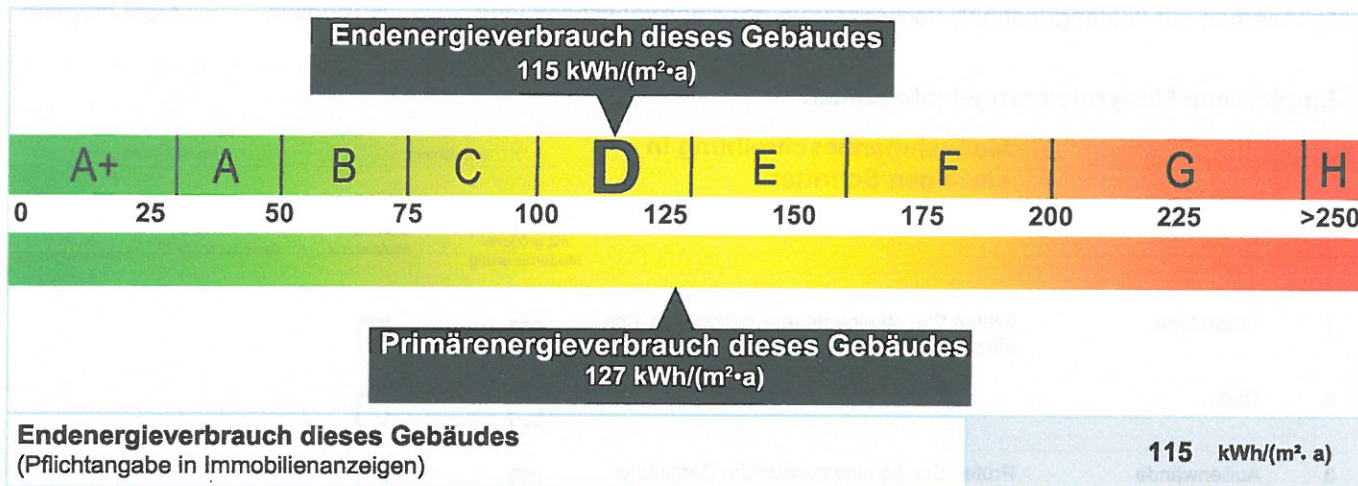 Endenergieverbrauch dieses Gebäudes
115 kWh/(m²•a)
A+ A B C D E F G H
0 25 50 75 100 125 150 175 200 225 >250
Primärenergieverbrauch dieses Gebäudes
127 kWh/(m²•a)
Endenergieverbrauch dieses Gebäudes
(Pflichtangabe in Immobilienanzeigen)
115 kWh/(m². a)